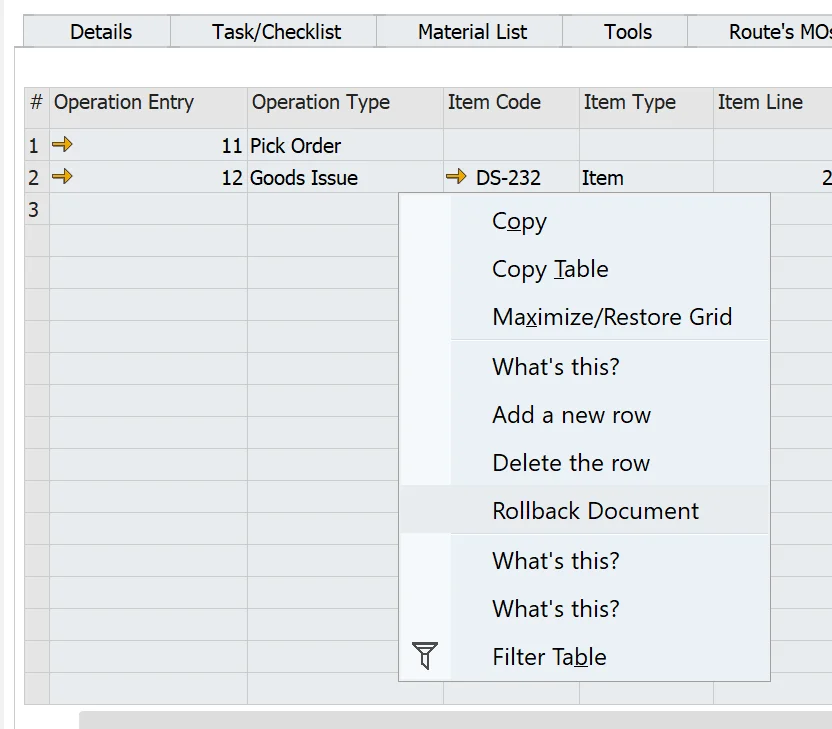 Details Task/Checklist Material List Tools Route's MOs
# Operation Entry Operation Type Item Code Item Type Item Line
1 11 Pick Order
2 12 Goods Issue DS-232 Item 2
3
Copy
Copy Table
Maximize/Restore Grid
What's this?
Add a new row
Delete the row
Rollback Document
What's this?
What's this?
Filter Table